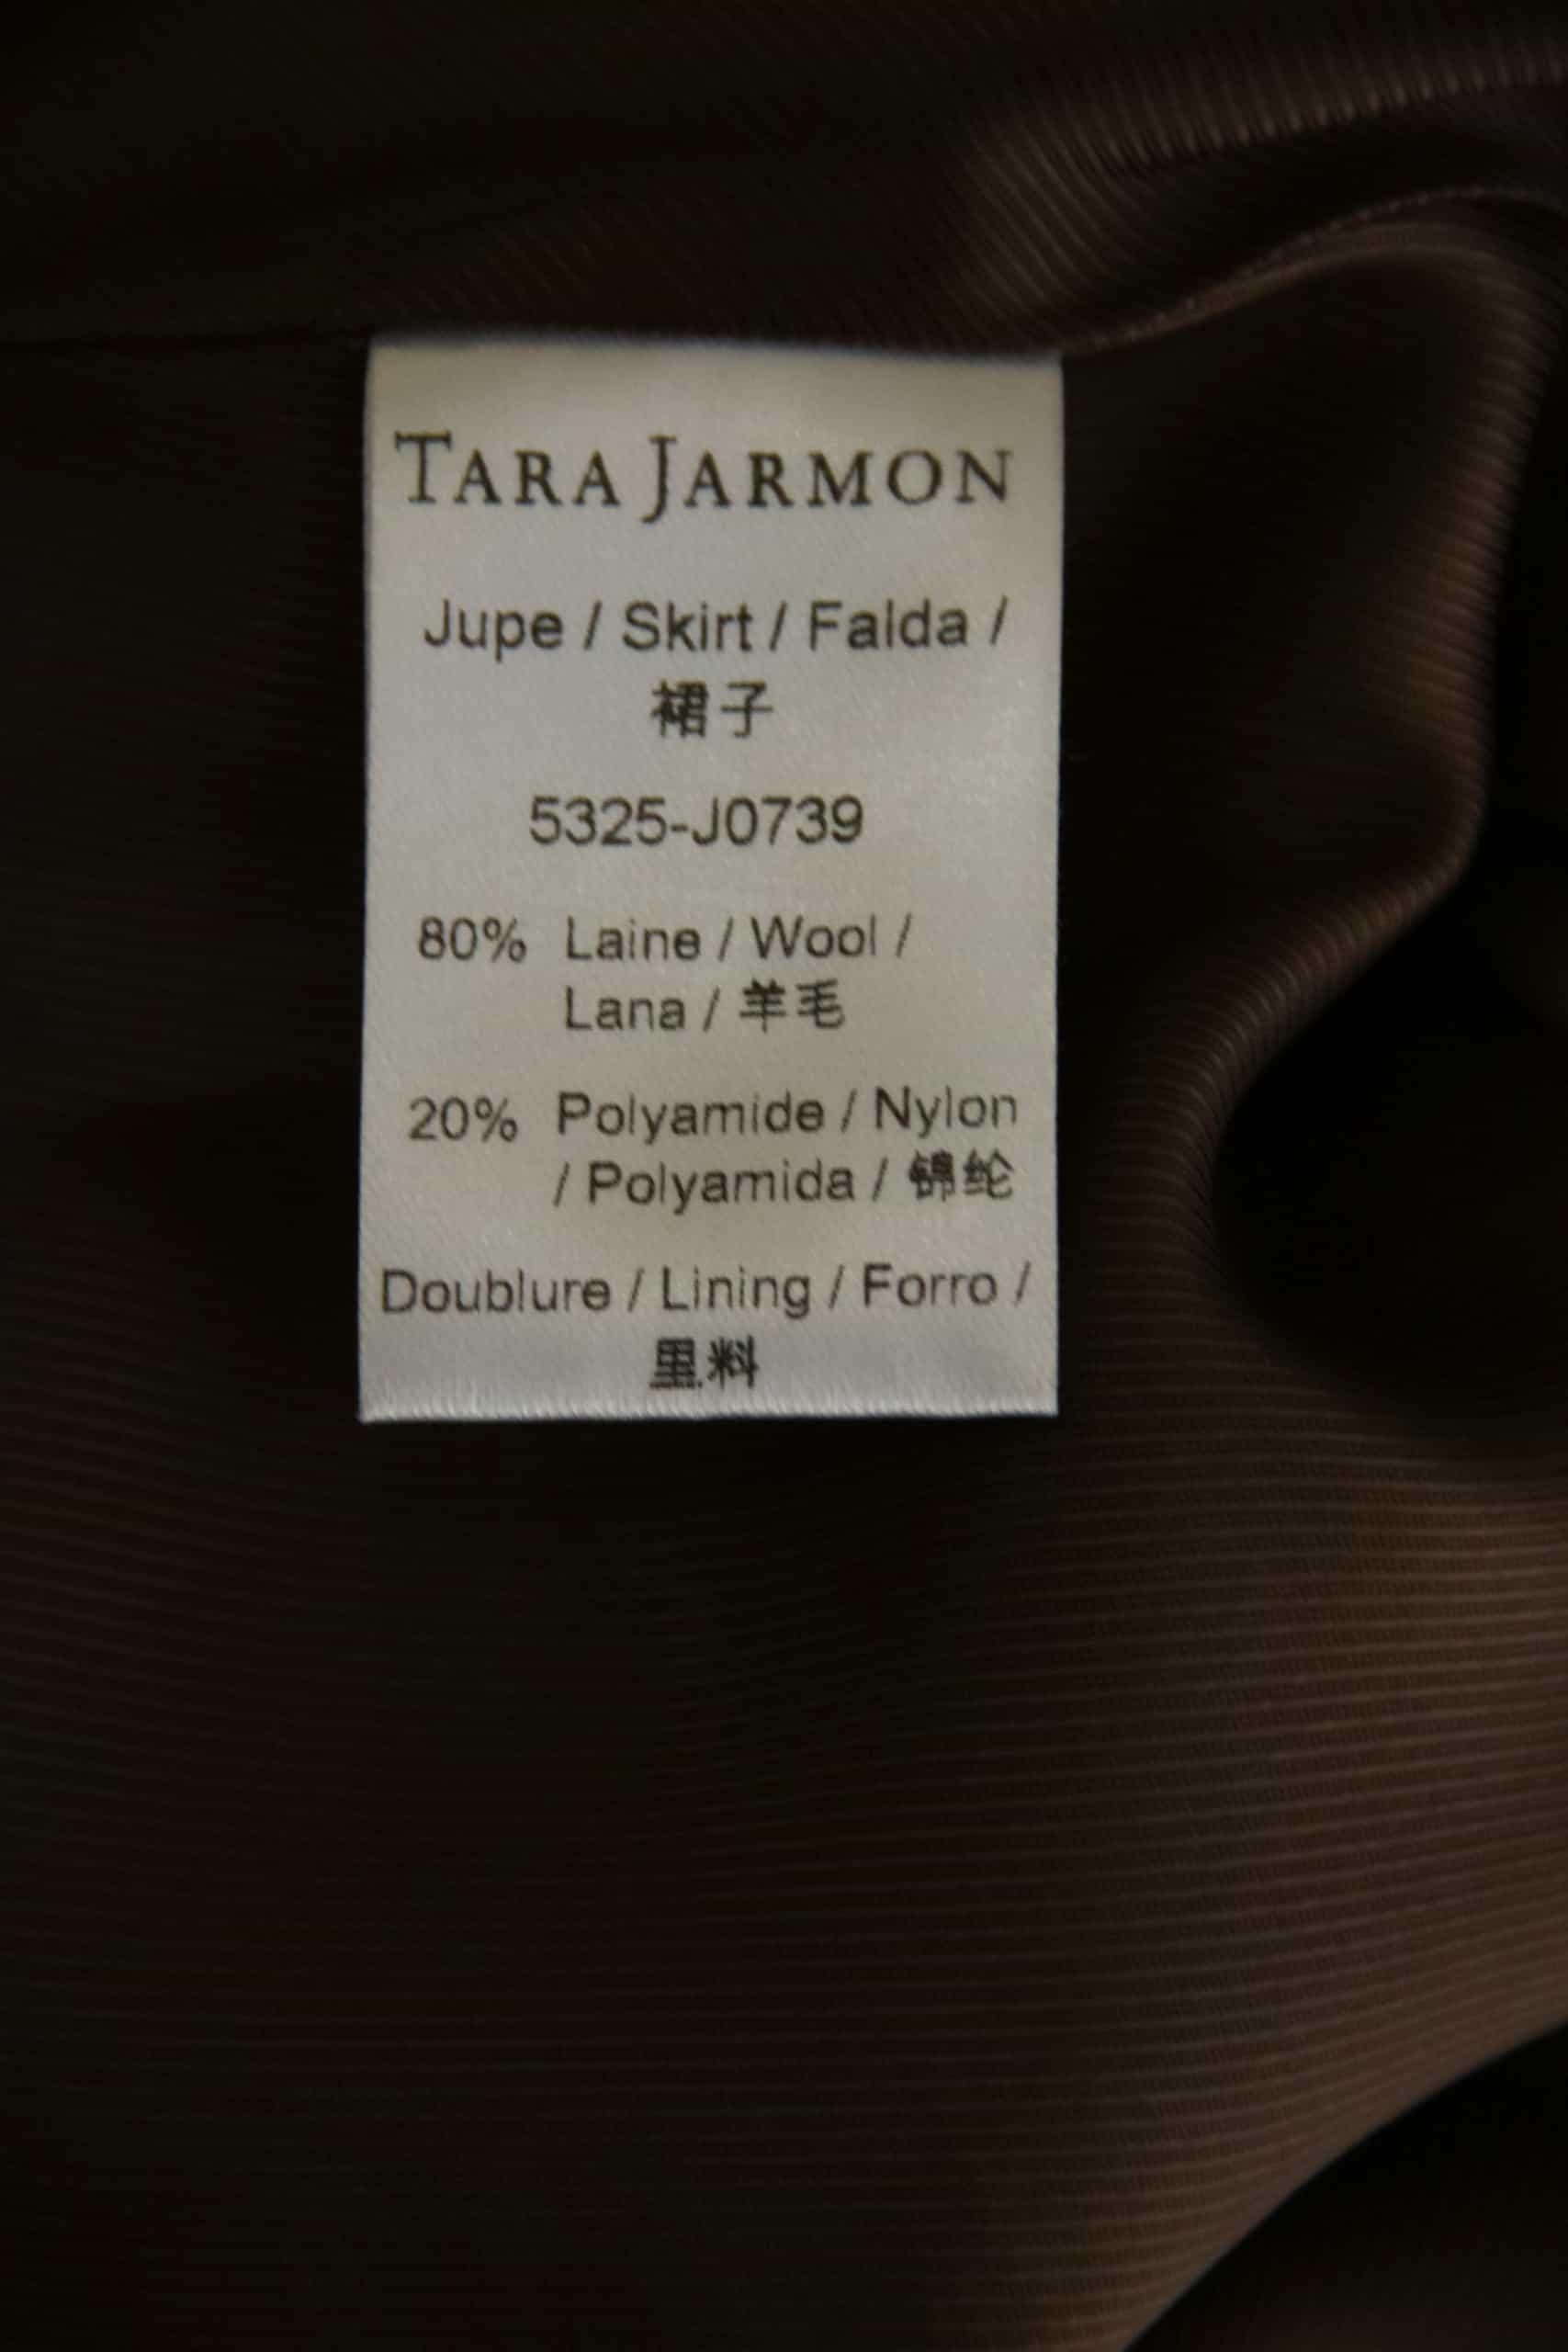 TARA JARMON
Jupe / Skirt / Falda /
裙子
5325-J0739
80% Laine / Wool /
Lana / 羊毛
20% Polyamide / Nylon
/ Polyamida / 锦纶
Doublure / Lining / Forro /
里料